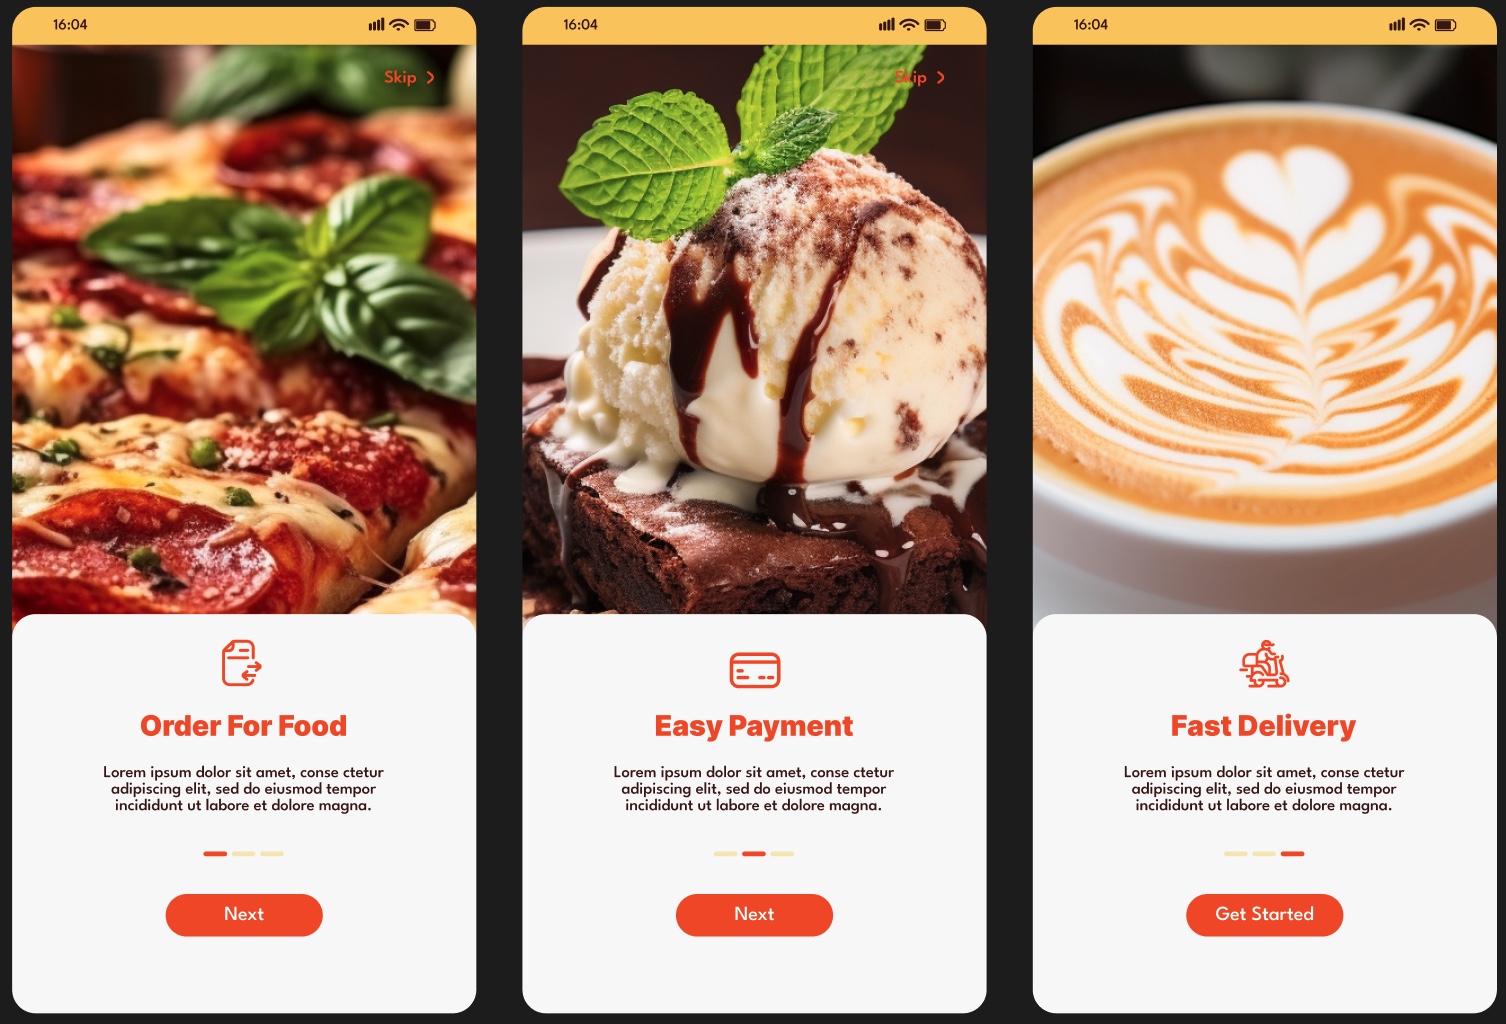 16:04
Skip
Order For Food
Lorem ipsum dolor sit amet, conse ctetur
adipiscing elit, sed do eiusmod tempor
incididunt ut labore et dolore magna.
Next
16:04
Skip
Easy Payment
Lorem ipsum dolor sit amet, conse ctetur
adipiscing elit, sed do eiusmod tempor
incididunt ut labore et dolore magna.
Next
16:04
Fast Delivery
Lorem ipsum dolor sit amet, conse ctetur
adipiscing elit, sed do eiusmod tempor
incididunt ut labore et dolore magna.
Get Started